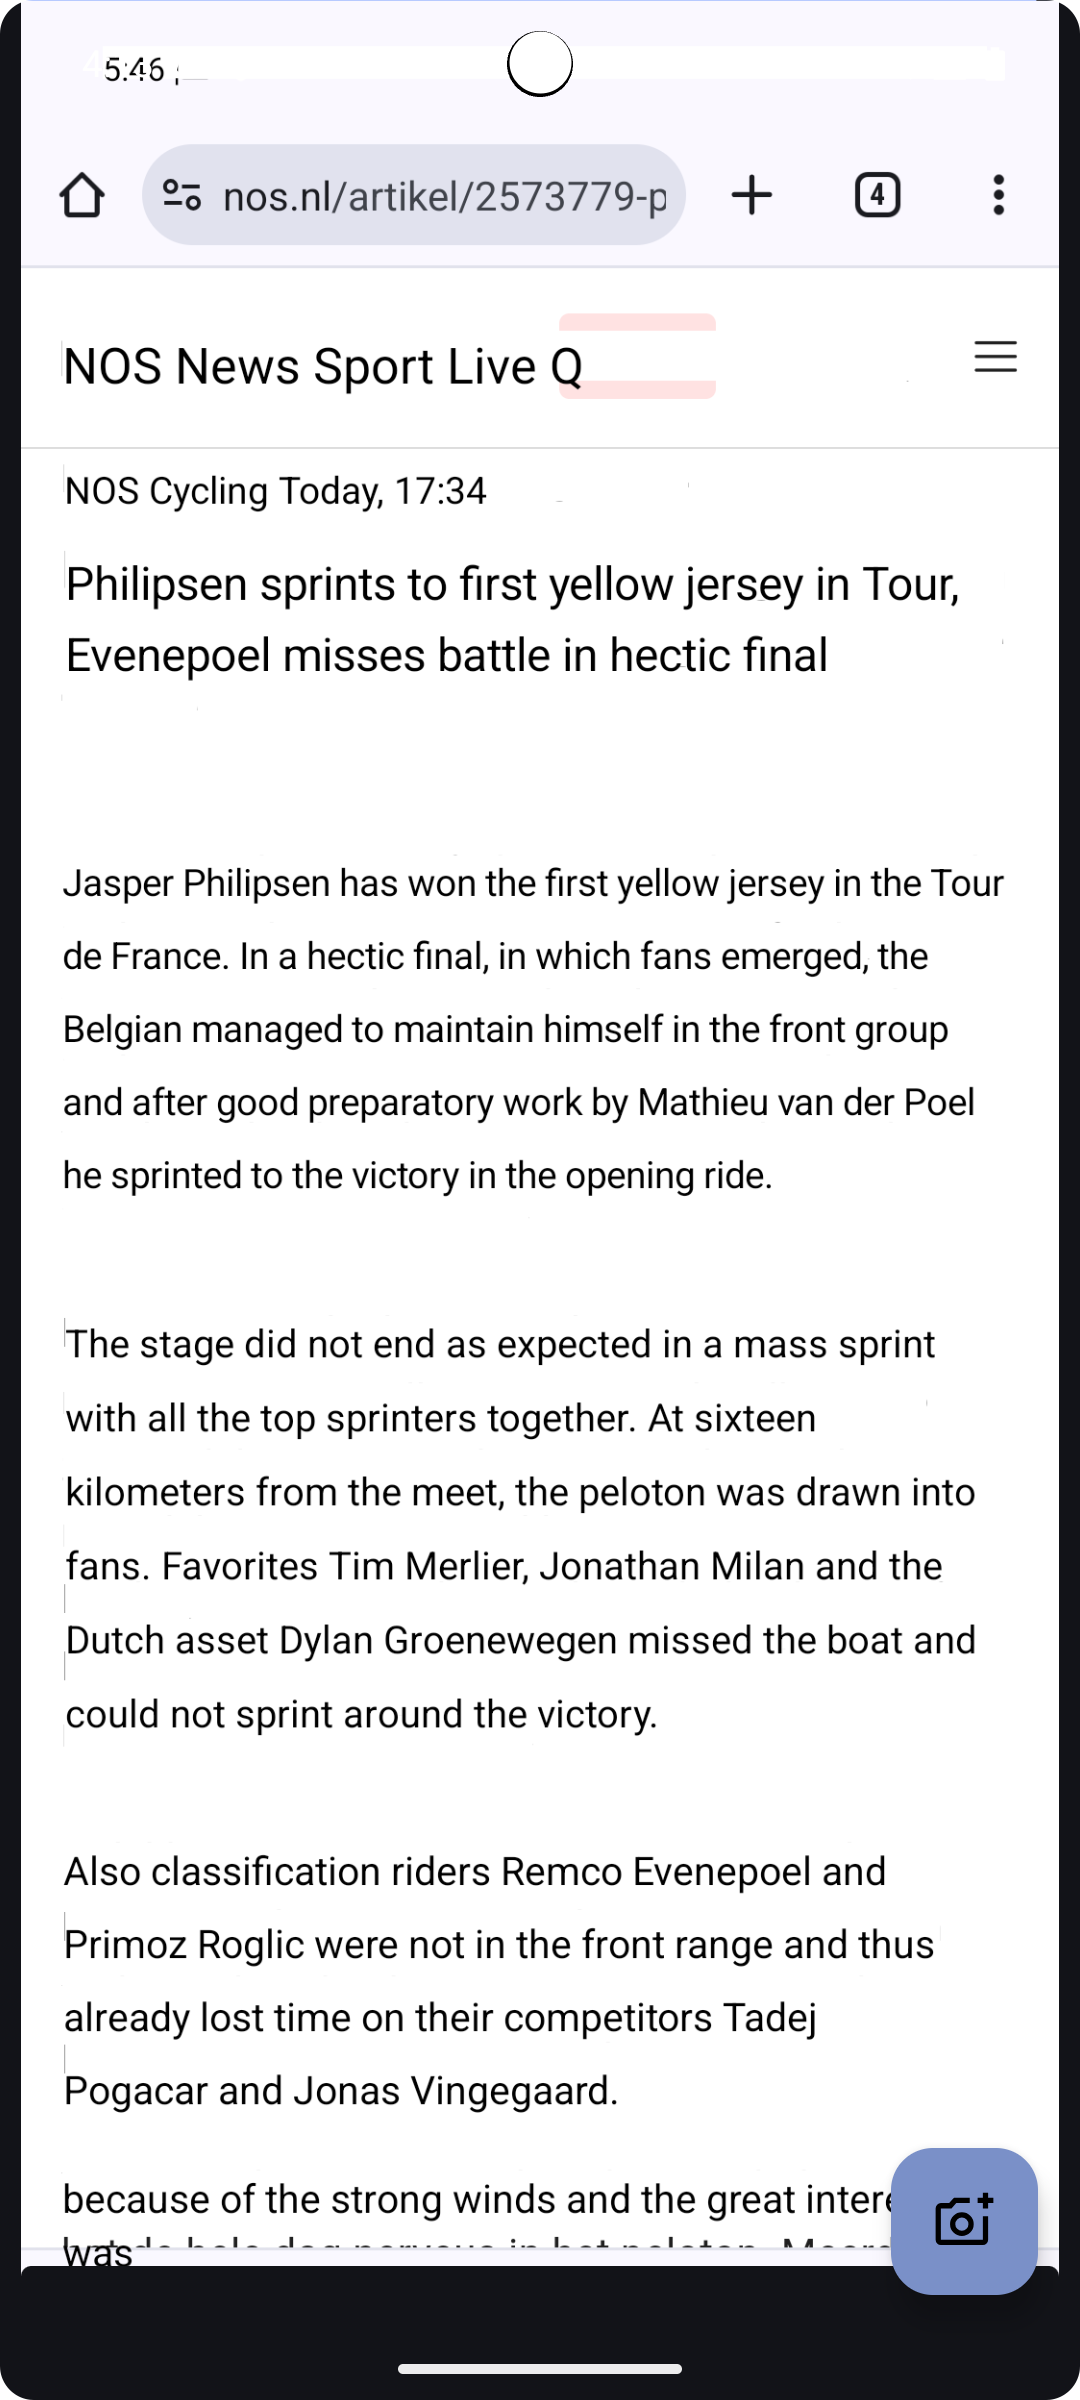 5:46
nos.nl/artikel/2573779-p
4
NOS News Sport Live Q
NOS Cycling Today, 17:34
Philipsen sprints to first yellow jersey in Tour,
Evenepoel misses battle in hectic final
Jasper Philipsen has won the first yellow jersey in the Tour
de France. In a hectic final, in which fans emerged, the
Belgian managed to maintain himself in the front group
and after good preparatory work by Mathieu van der Poel
he sprinted to the victory in the opening ride.
The stage did not end as expected in a mass sprint
with all the top sprinters together. At sixteen
kilometers from the meet, the peloton was drawn into
fans. Favorites Tim Merlier, Jonathan Milan and the
Dutch asset Dylan Groenewegen missed the boat and
could not sprint around the victory.
Also classification riders Remco Evenepoel and
Primoz Roglic were not in the front range and thus
already lost time on their competitors Tadej
Pogacar and Jonas Vingegaard.
because of the strong winds and the great
was